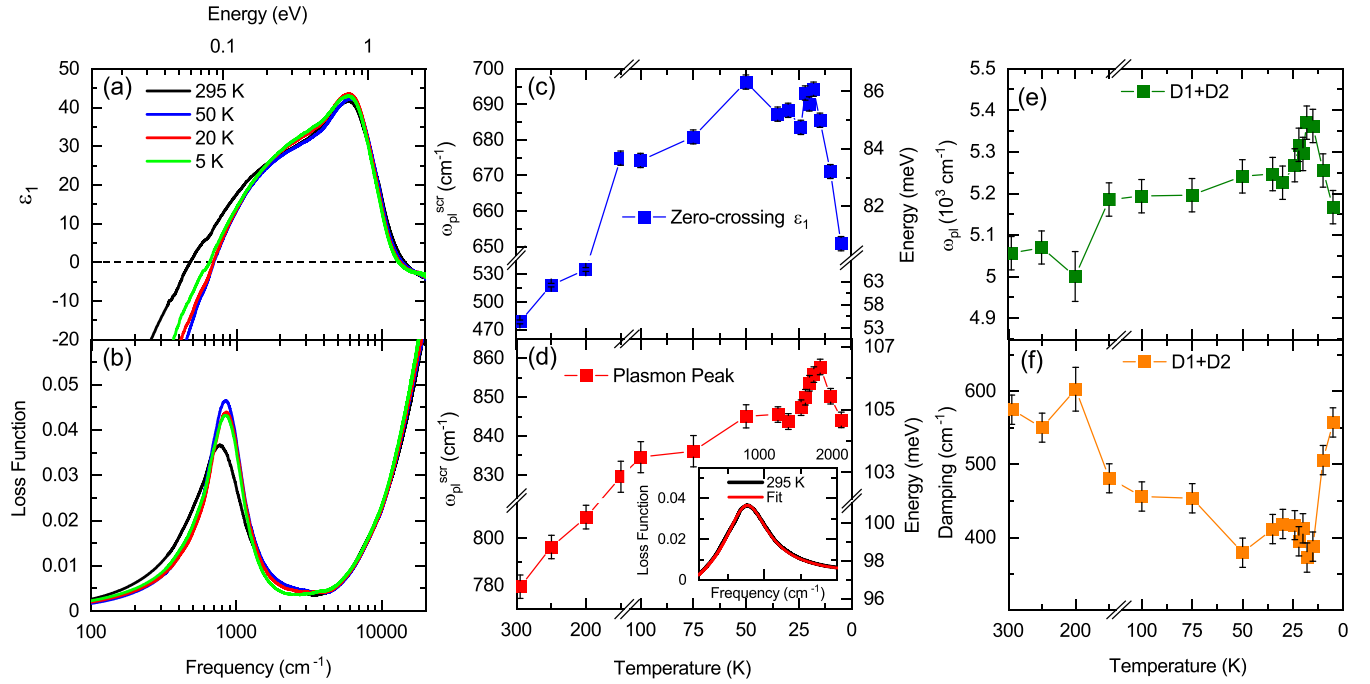 Energy (eV)
0.1 1
(a)
295 K
50 K
20 K
5 K
50
40
30
20
10
0
-10
-20
ε1
(b)
0.05
0.04
0.03
0.02
0.01
0
Loss Function
100 1000 10000
Frequency (cm-1)
(c)
700
690
680
670
660
650
530
500
470
ωplscr (cm-1)
Zero-crossing ε1
86
84
82
63
58
53
Energy (meV)
(d)
Plasmon Peak
860
850
840
830
800
780
ωplscr (cm-1)
107
105
103
100
98
96
Energy (meV)
1000 2000
295 K
Fit
0.04
0.02
0
Loss Function
Frequency (cm-1)
300 200 100 75 50 25 0
Temperature (K)
(e)
D1+D2
5.4
5.3
5.2
5.1
5
4.9
ωpl (103 cm-1)
(f)
D1+D2
600
500
400
Damping (cm-1)
300 200 100 75 50 25 0
Temperature (K)